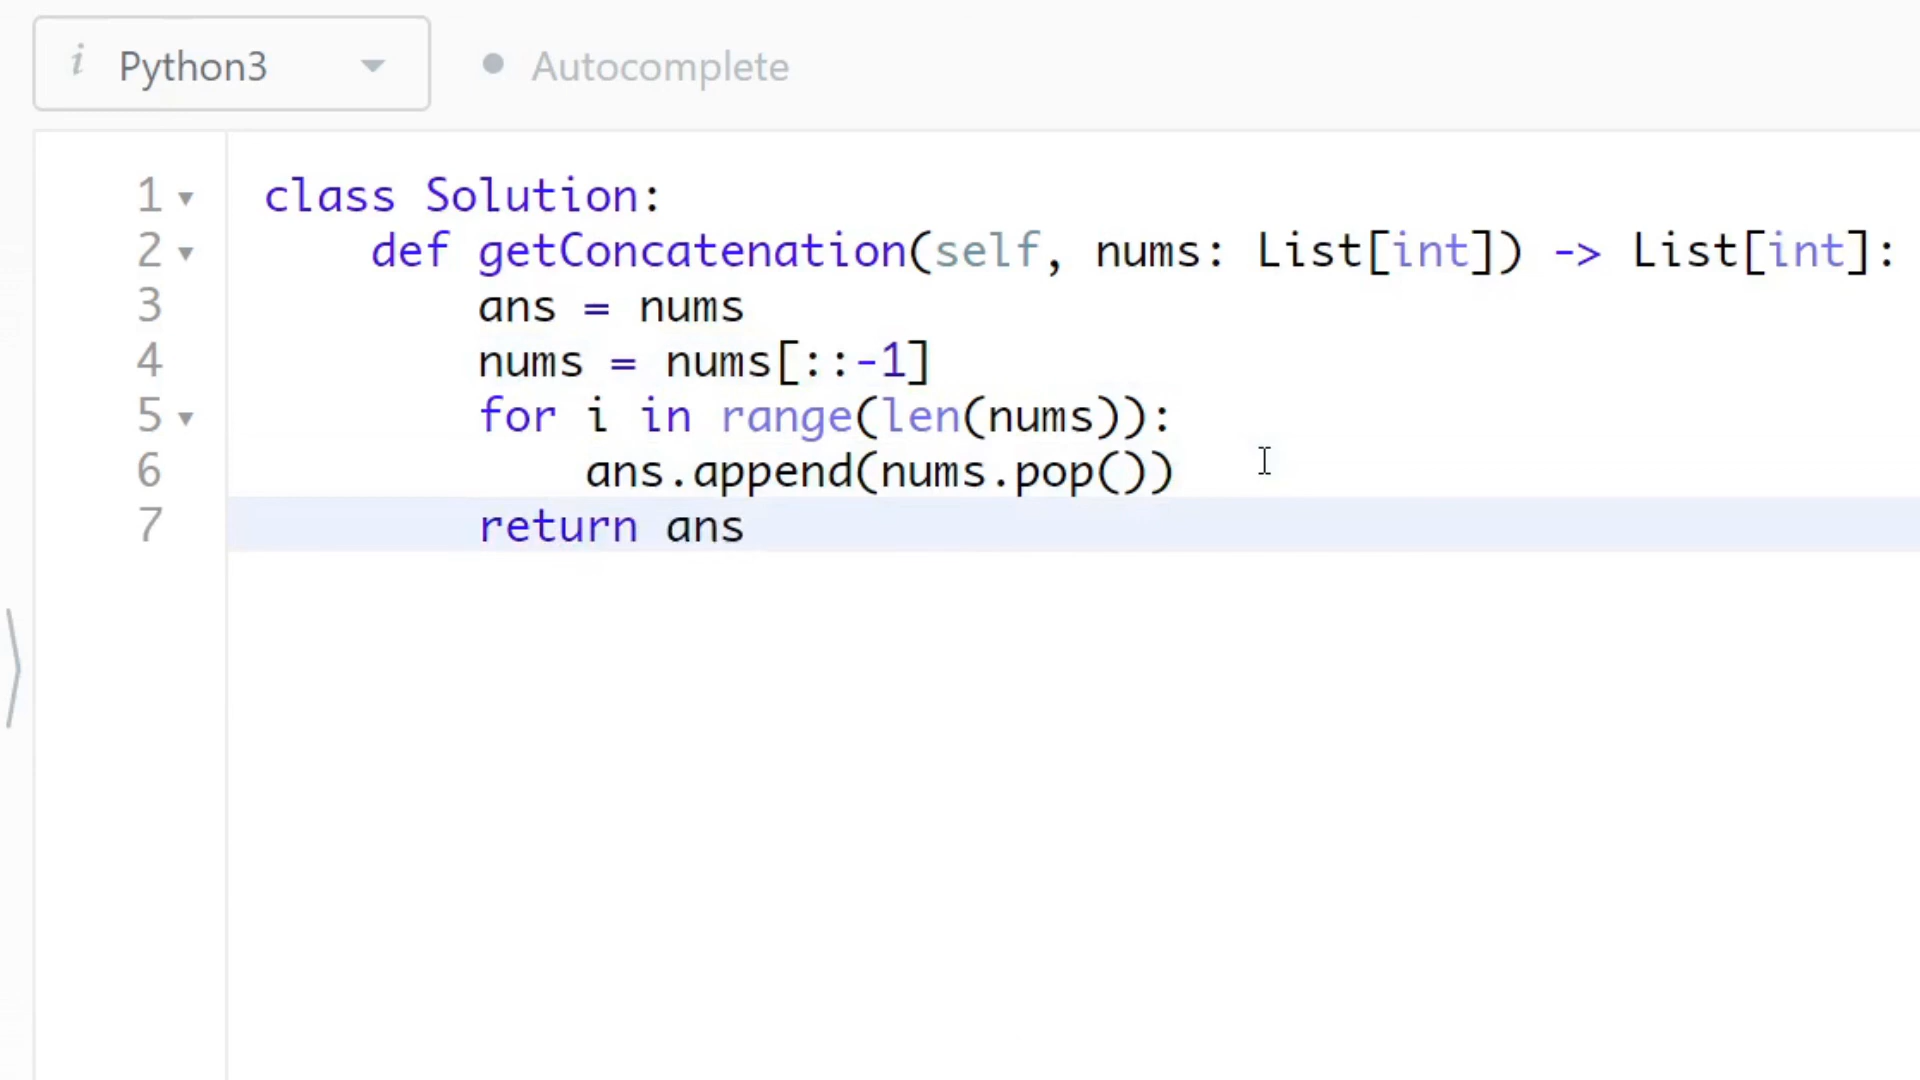 i Python3 Autocomplete
1 class Solution:
2 def getConcatenation(self, nums: List[int]) -> List[int]:
3 ans = nums
4 nums = nums[::-1]
5 for i in range(len(nums)):
6 ans.append(nums.pop())
7 return ans